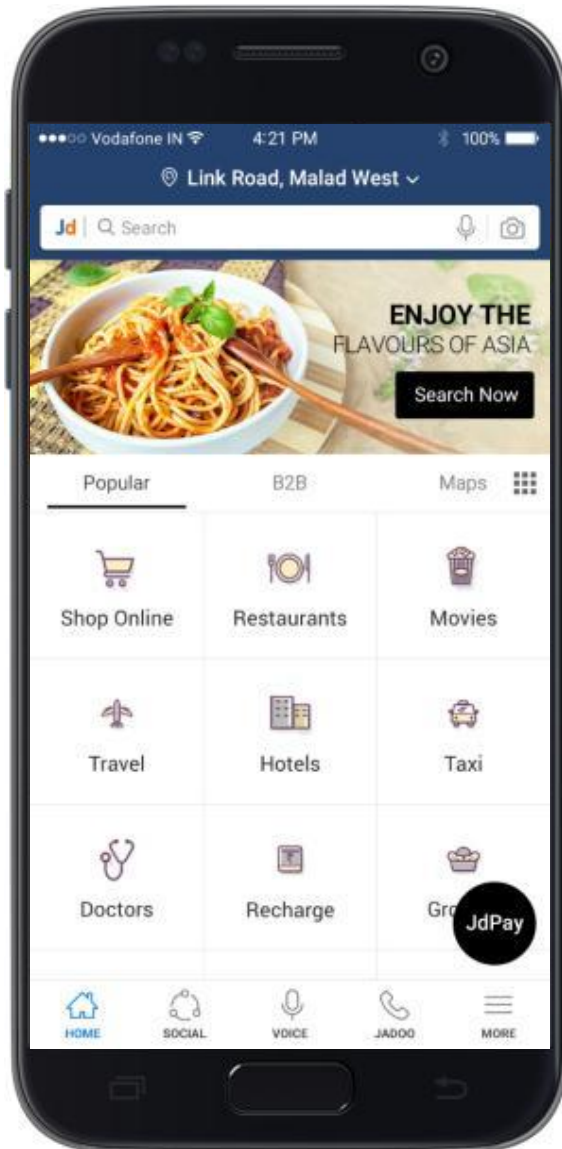 Vodafone IN 4:21 PM 100%
Link Road, Malad West
Jd Search
ENJOY THE
FLAVOURS OF ASIA
Search Now
Popular B2B Maps
Shop Online Restaurants Movies
Travel Hotels Taxi
Doctors Recharge
JdPay
HOME SOCIAL VOICE JADOO MORE